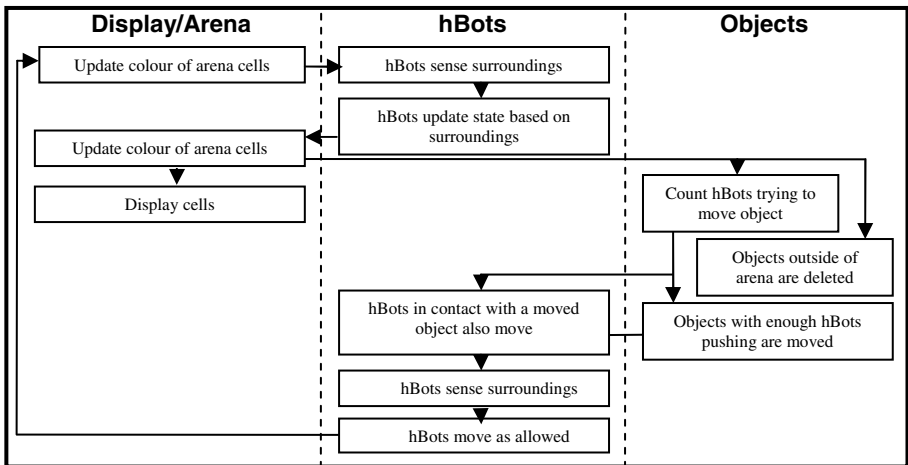 Display/Arena
hBots
Objects
Update colour of arena cells
hBots sense surroundings
hBots update state based on
surroundings
Update colour of arena cells
Display cells
Count hBots trying to
move object
Objects outside of
arena are deleted
hBots in contact with a moved
object also move
Objects with enough hBots
pushing are moved
hBots sense surroundings
hBots move as allowed